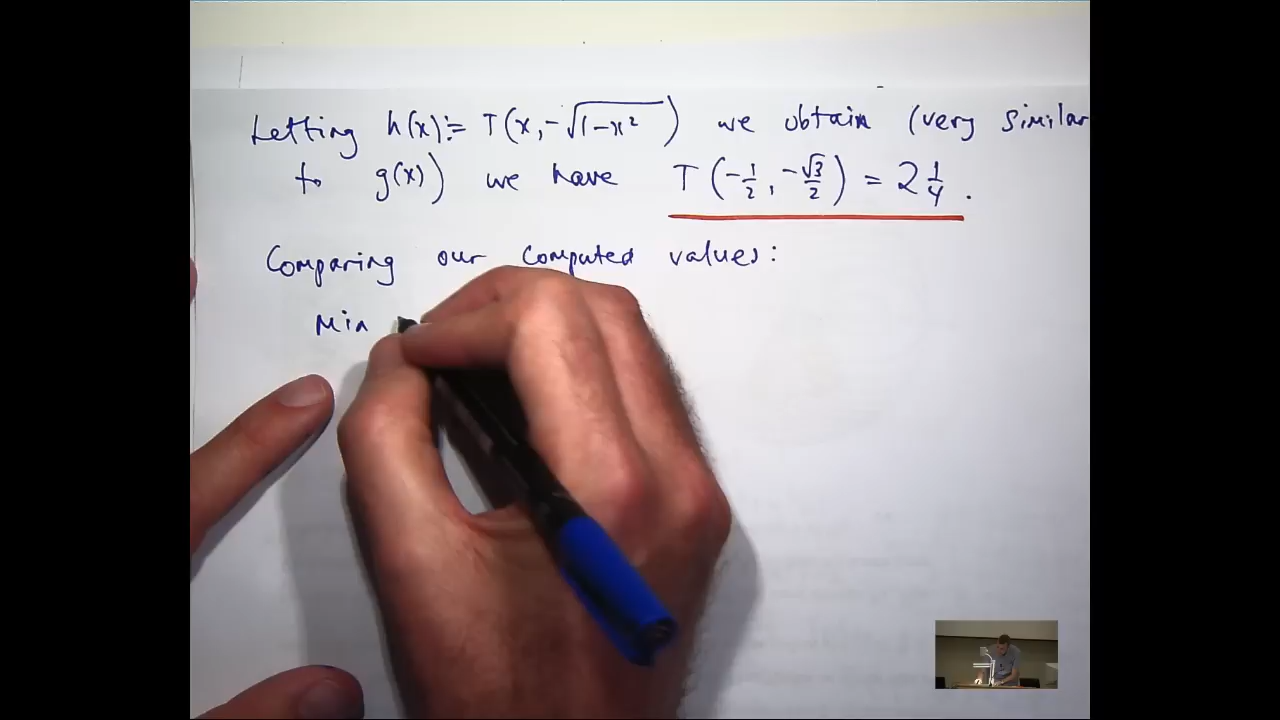 Letting h(x):= T(x,-√(1-x²)) we obtain (very similar
to g(x)) we have T(-1/2, -√3/2) = 2 1/4.
Comparing our computed values:
Min